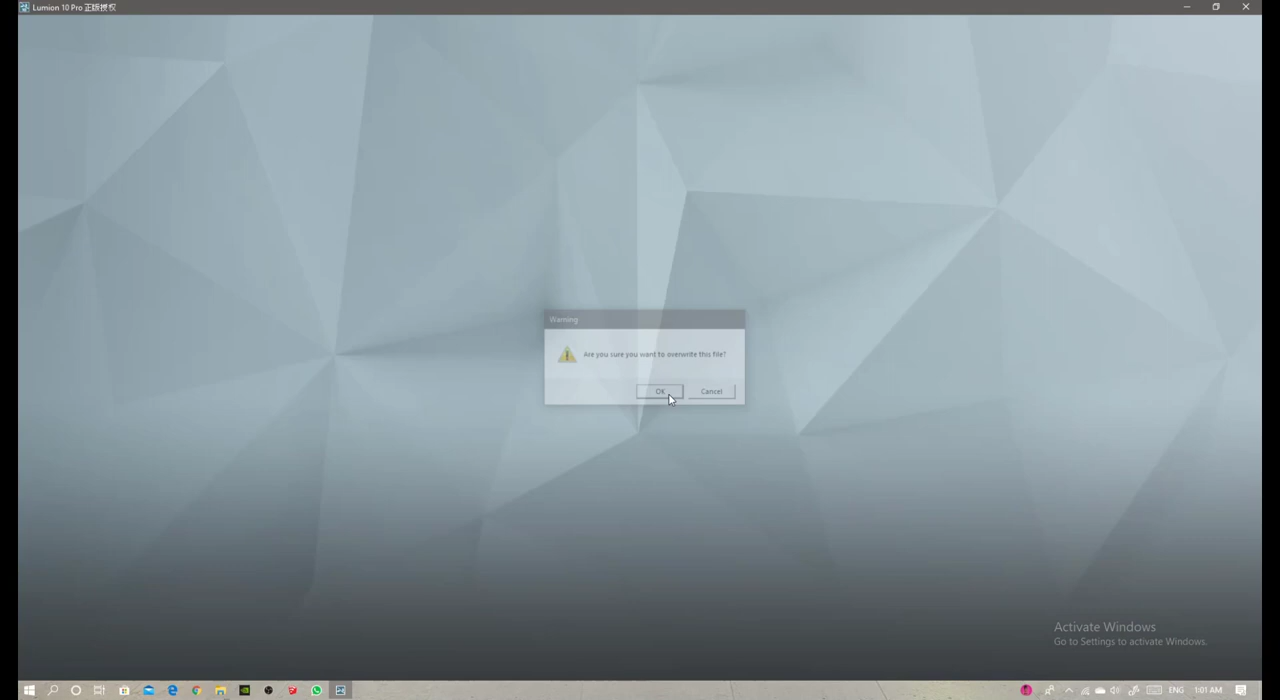 Lumion 10 Pro 正版授权
Warning
Are you sure you want to overwrite this file?
OK
Cancel
Activate Windows
Go to Settings to activate Windows.
ENG
1:01 AM